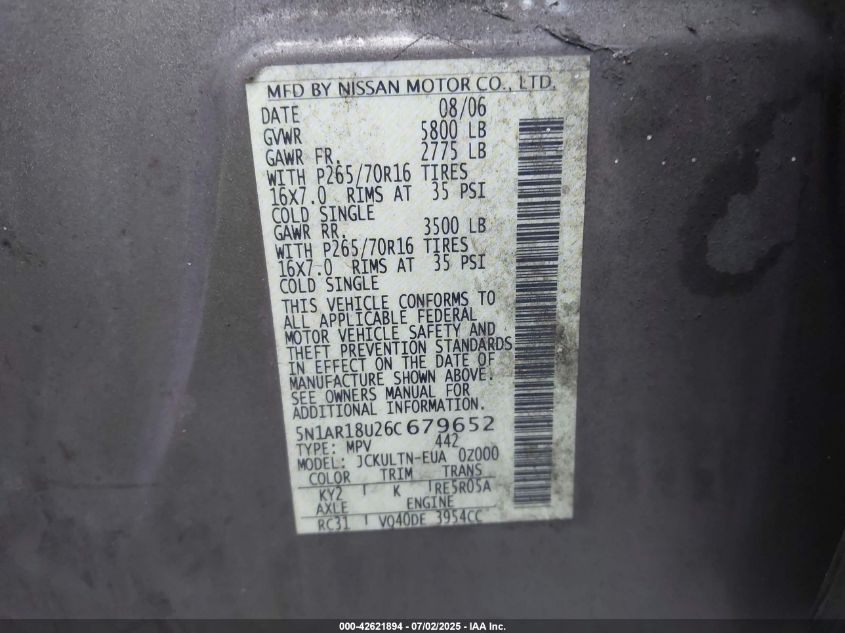 MFD BY NISSAN MOTOR CO., LTD.
DATE 08/06
GVWR 5800 LB
GAWR FR. 2775 LB
WITH P265/70R16 TIRES
16X7.0 RIMS AT 35 PSI
COLD SINGLE
GAWR RR. 3500 LB
WITH P265/70R16 TIRES
16X7.0 RIMS AT 35 PSI
COLD SINGLE
THIS VEHICLE CONFORMS TO
ALL APPLICABLE FEDERAL
MOTOR VEHICLE SAFETY AND
THEFT PREVENTION STANDARDS
IN EFFECT ON THE DATE OF
MANUFACTURE SHOWN ABOVE.
SEE OWNERS MANUAL FOR
ADDITIONAL INFORMATION.
5N1AR18U26C679652
TYPE: MPV 442
MODEL: JCKULTN-EUA 0Z000
COLOR TRIM TRANS
KY2 K RE5R05A
AXLE ENGINE
RC31 VQ40DE 3954CC
000-42621894 - 07/02/2025 - IAA Inc.